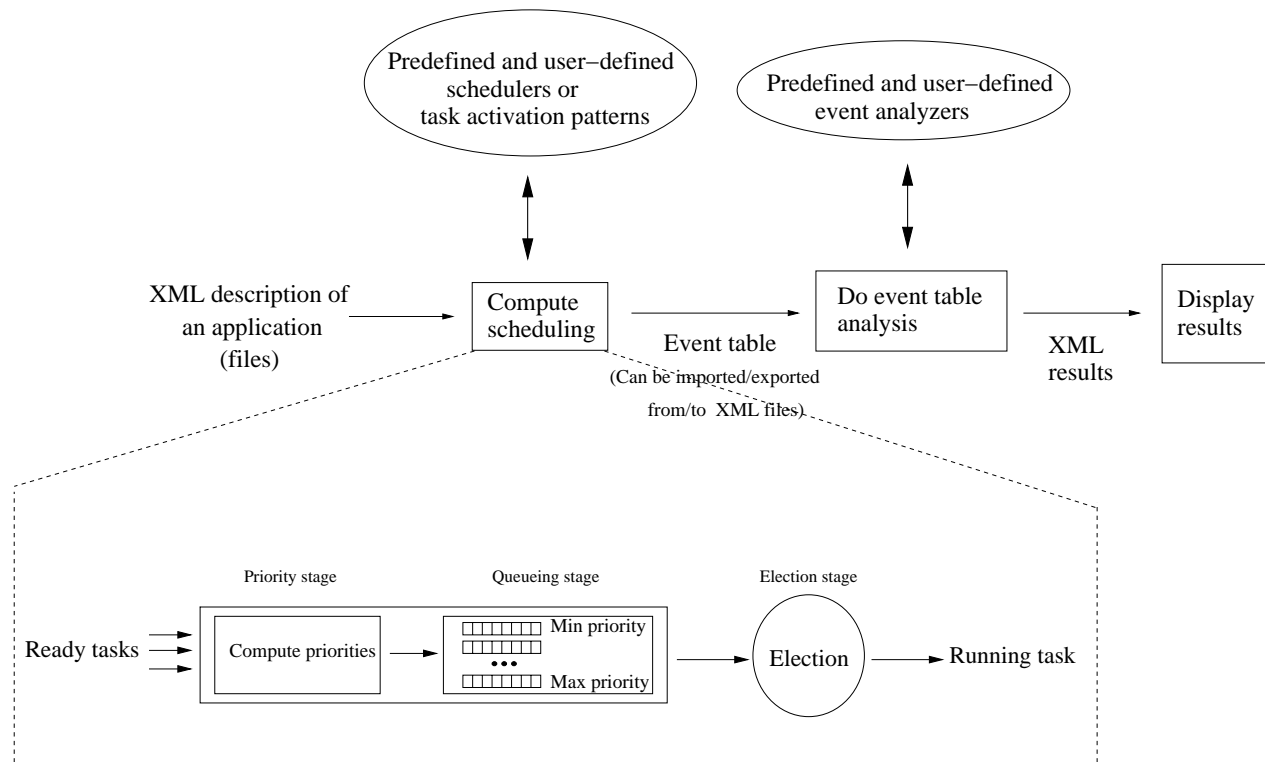 Predefined and user−defined
schedulers or
task activation patterns
Predefined and user−defined
event analyzers
XML description of
an application
(files)
Compute
scheduling
Event table
(Can be imported/exported
from/to XML files)
Do event table
analysis
XML
results
Display
results
Priority stage
Queueing stage
Election stage
Ready tasks
Compute priorities
Min priority
Max priority
Election
Running task